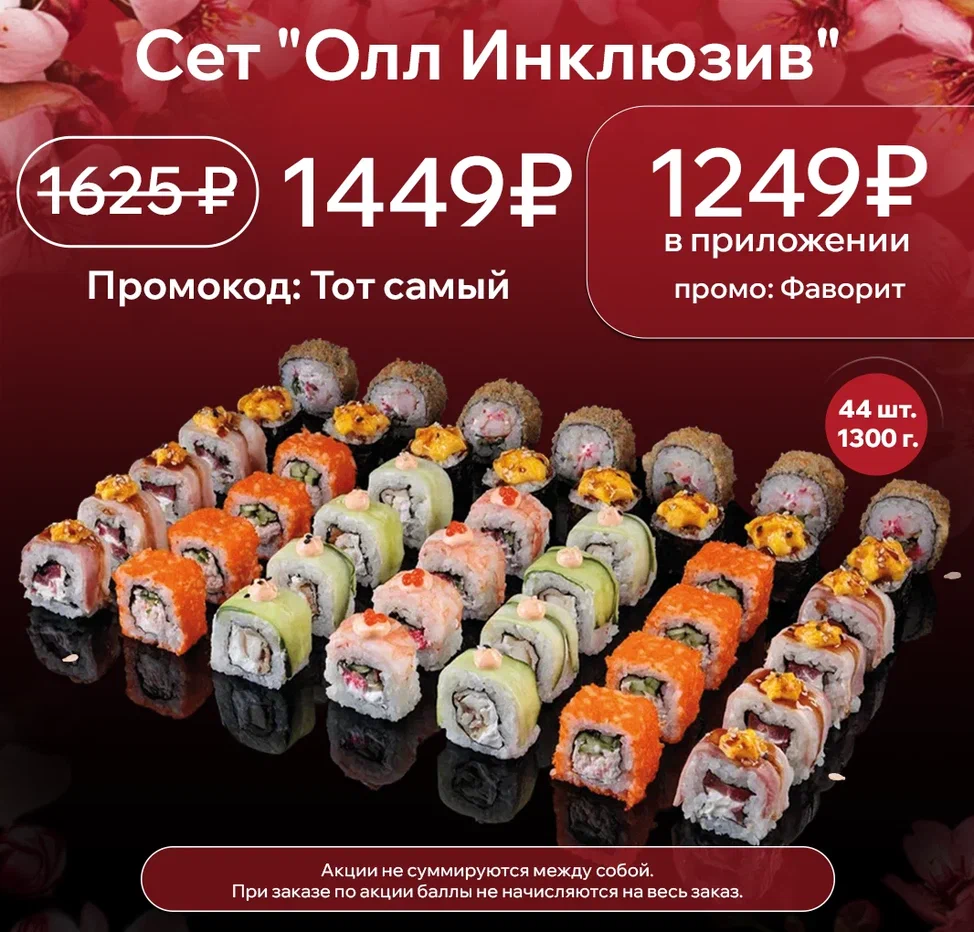 Сет "Олл Инклюзив"
1625 ₽
1449₽
Промокод: Тот самый
1249₽
в приложении
промо: Фаворит
44 шт.
1300 г.
Акции не суммируются между собой.
При заказе по акции баллы не начисляются на весь заказ.